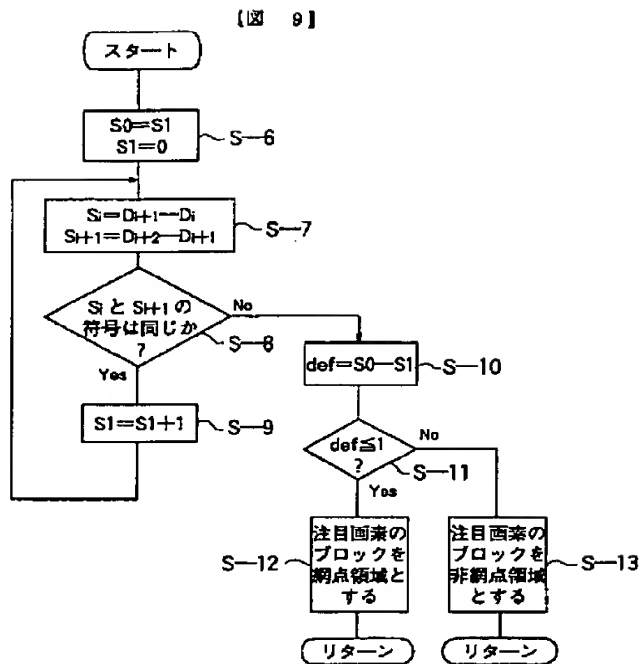 【図 9】
スタート
S0=S1
S1=0
S—6
Si=Di+1—Di
Si+1=Di+2—Di+1
S—7
SiとSi+1の
符号は同じか
?
No
S—8
Yes
S1=S1+1
S—9
def=S0—S1
S—10
def≦1
?
No
S—11
Yes
注目画素の
ブロックを
網点領域と
する
S—12
注目画素の
ブロックを
非網点領域
とする
S—13
リターン
リターン